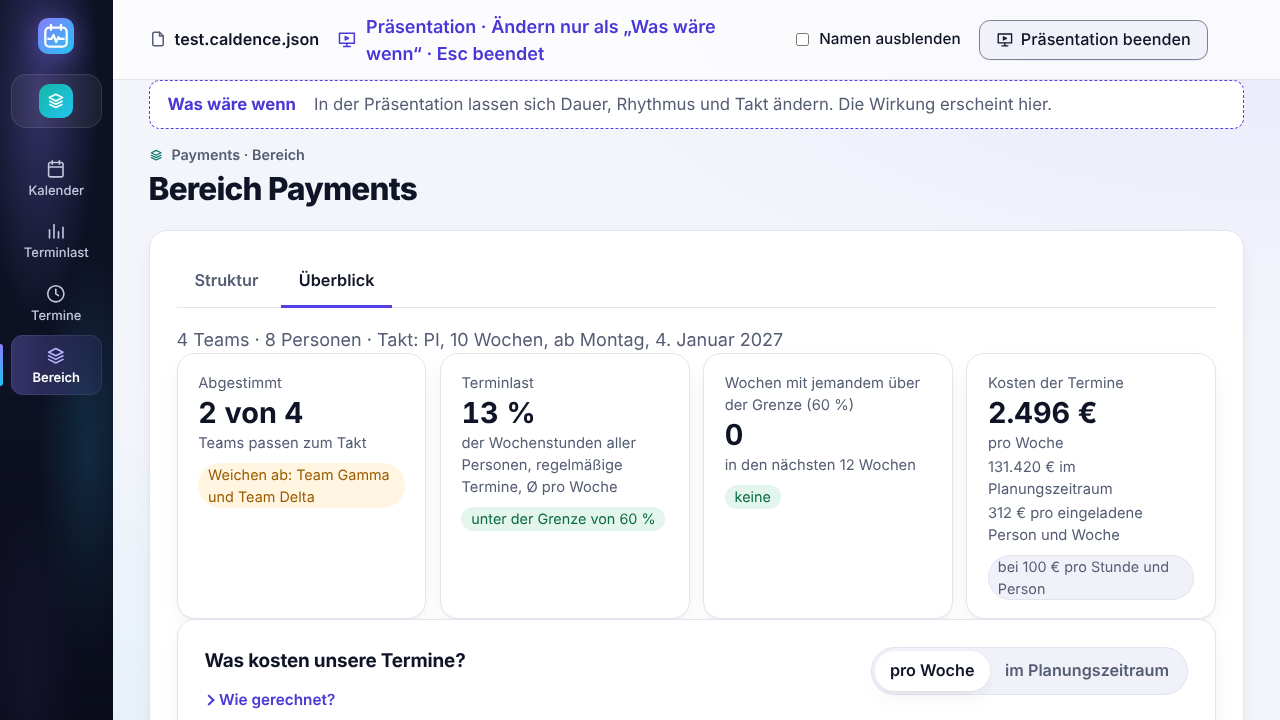 test.caldence.json
Präsentation · Ändern nur als „Was wäre
wenn“ · Esc beendet
Namen ausblenden
Präsentation beenden
Was wäre wenn
In der Präsentation lassen sich Dauer, Rhythmus und Takt ändern. Die Wirkung erscheint hier.
Kalender
Terminlast
Termine
Bereich
Payments · Bereich
Bereich Payments
Struktur
Überblick
4 Teams · 8 Personen · Takt: PI, 10 Wochen, ab Montag, 4. Januar 2027
Abgestimmt
2 von 4
Teams passen zum Takt
Weichen ab: Team Gamma
und Team Delta
Terminlast
13 %
der Wochenstunden aller
Personen, regelmäßige
Termine, Ø pro Woche
unter der Grenze von 60 %
Wochen mit jemandem über
der Grenze (60 %)
0
in den nächsten 12 Wochen
keine
Kosten der Termine
2.496 €
pro Woche
131.420 € im
Planungszeitraum
312 € pro eingeladene
Person und Woche
bei 100 € pro Stunde und
Person
Was kosten unsere Termine?
Wie gerechnet?
pro Woche
im Planungszeitraum